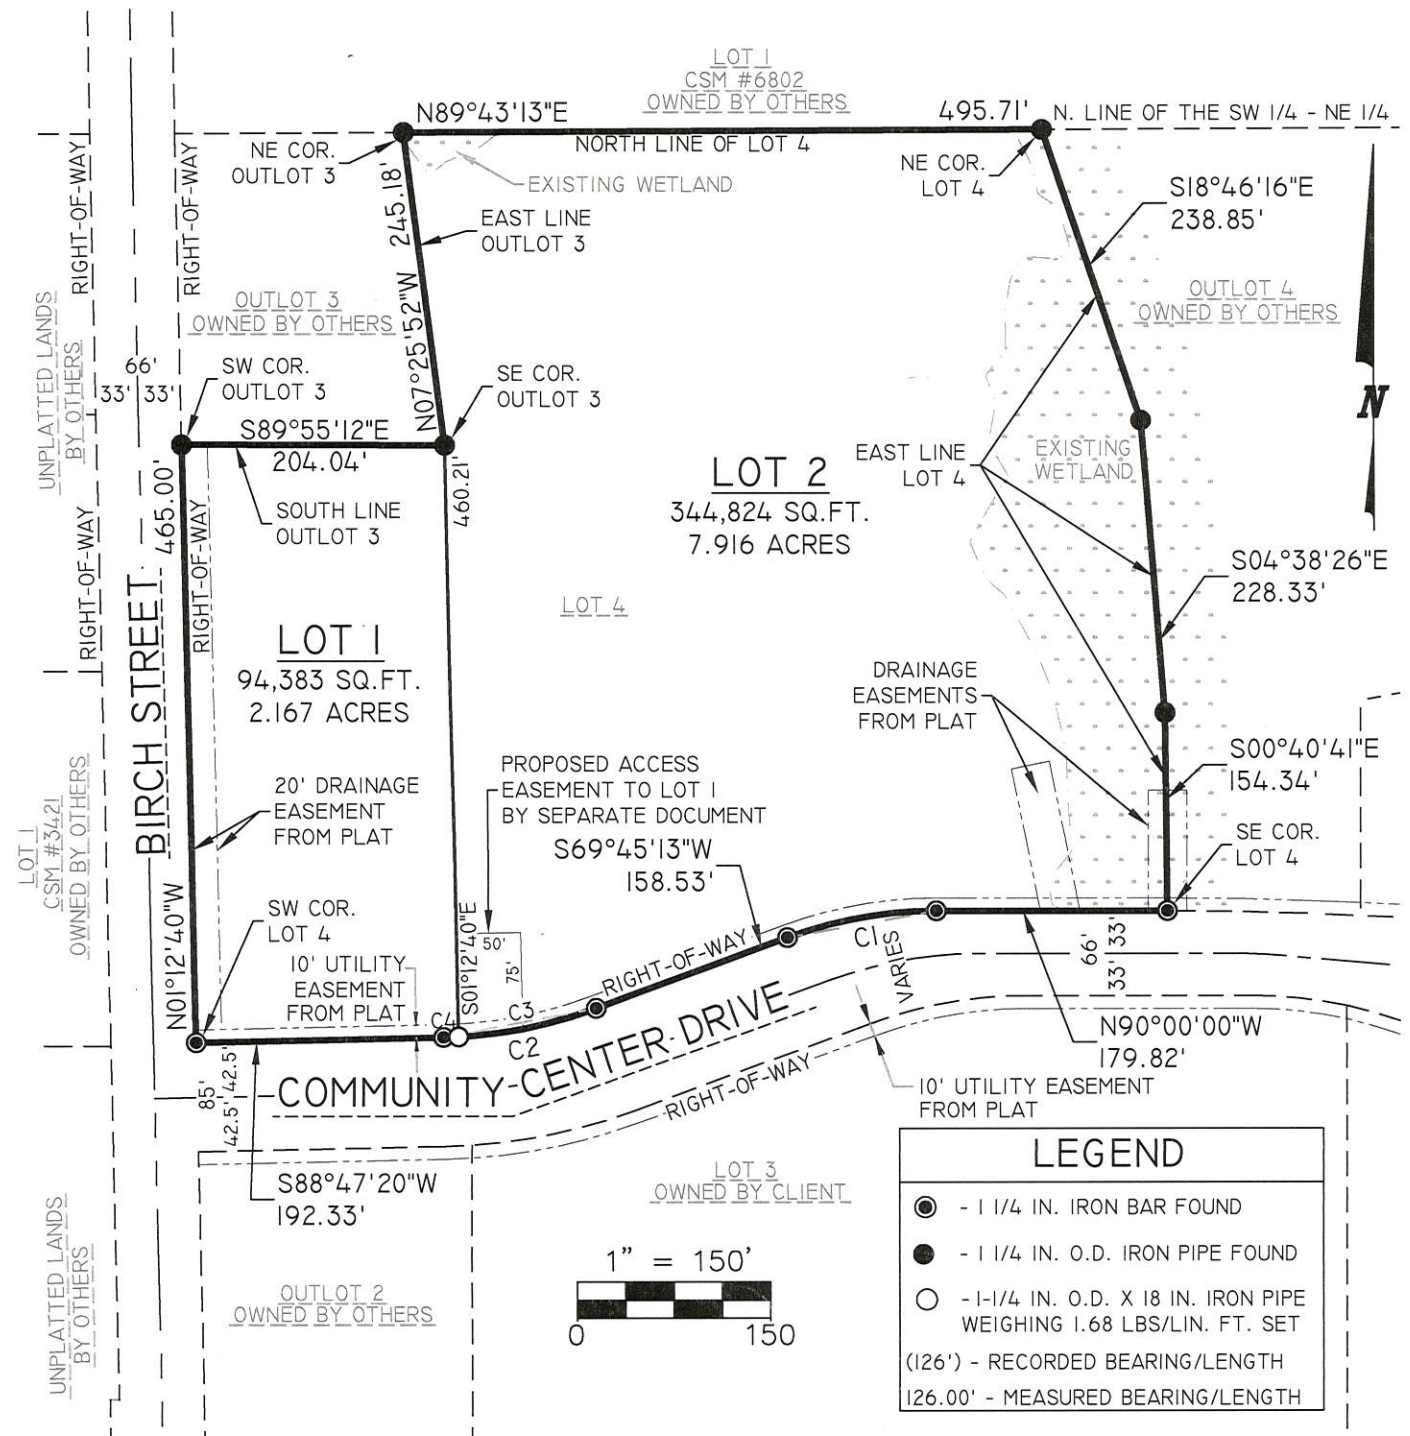 LOT 1
CSM #6802
OWNED BY OTHERS
N89°43'13"E
495.71'
N. LINE OF THE SW 1/4 - NE 1/4
NORTH LINE OF LOT 4
NE COR.
OUTLOT 3
NE COR.
LOT 4
EXISTING WETLAND
S18°46'16"E
238.85'
RIGHT-OF-WAY
RIGHT-OF-WAY
245.18'
N07°25'52"W
EAST LINE
OUTLOT 3
OUTLOT 3
OWNED BY OTHERS
OUTLOT 4
OWNED BY OTHERS
UNPLATTED LANDS
BY OTHERS
66'
33' 33'
SW COR.
OUTLOT 3
SE COR.
OUTLOT 3
N
S89°55'12"E
204.04'
SOUTH LINE
OUTLOT 3
465.00'
460.21'
LOT 2
344,824 SQ.FT.
7.916 ACRES
EAST LINE
LOT 4
EXISTING
WETLAND
RIGHT-OF-WAY
RIGHT-OF-WAY
S04°38'26"E
228.33'
LOT 4
LOT 1
94,383 SQ.FT.
2.167 ACRES
BIRCH STREET
DRAINAGE
EASEMENTS
FROM PLAT
S00°40'41"E
154.34'
PROPOSED ACCESS
EASEMENT TO LOT 1
BY SEPARATE DOCUMENT
20' DRAINAGE
EASEMENT
FROM PLAT
LOT 1
CSM #3421
OWNED BY OTHERS
S69°45'13"W
158.53'
SE COR.
LOT 4
N01°12'40"W
SW COR.
LOT 4
S01°12'40"E
50'
75'
10' UTILITY
EASEMENT
FROM PLAT
RIGHT-OF-WAY
C1
C2
C3
C4
VARIES
66'
33' 33'
N90°00'00"W
179.82'
COMMUNITY CENTER DRIVE
85'
42.5' 42.5'
RIGHT-OF-WAY
10' UTILITY EASEMENT
FROM PLAT
S88°47'20"W
192.33'
LOT 3
OWNED BY CLIENT
UNPLATTED LANDS
BY OTHERS
OUTLOT 2
OWNED BY OTHERS
1" = 150'
0 150
LEGEND
- 1 1/4 IN. IRON BAR FOUND
- 1 1/4 IN. O.D. IRON PIPE FOUND
- 1-1/4 IN. O.D. X 18 IN. IRON PIPE
WEIGHING 1.68 LBS/LIN. FT. SET
(126') - RECORDED BEARING/LENGTH
126.00' - MEASURED BEARING/LENGTH